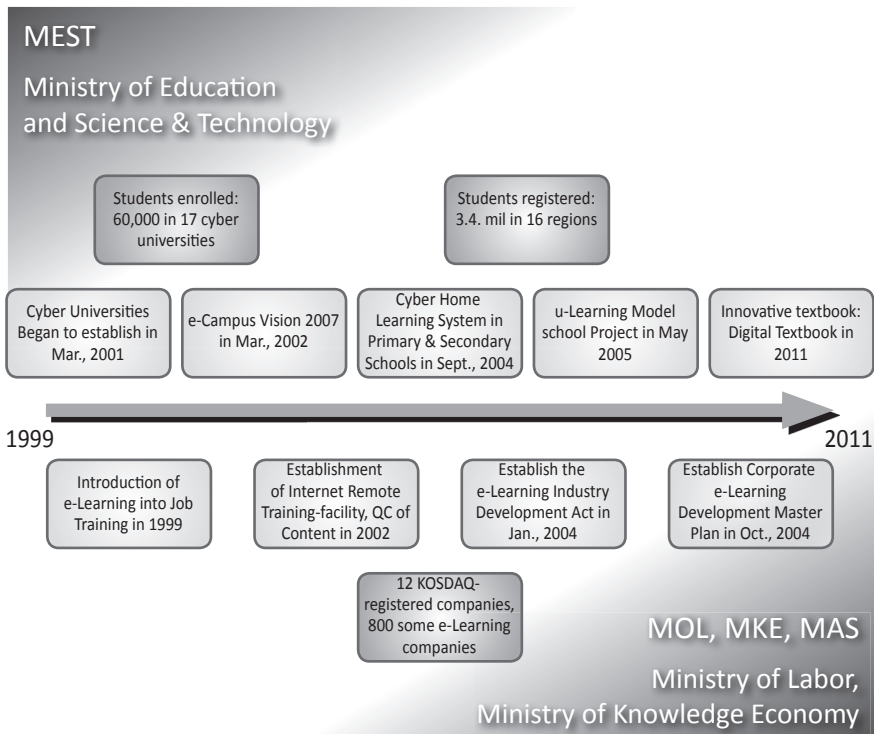 MEST
Ministry of Education
and Science & Technology
Students enrolled:
60,000 in 17 cyber
universities
Students registered:
3.4. mil in 16 regions
Cyber Universities
Began to establish in
Mar., 2001
e-Campus Vision 2007
in Mar., 2002
Cyber Home
Learning System in
Primary & Secondary
Schools in Sept., 2004
u-Learning Model
school Project in May
2005
Innovative textbook:
Digital Textbook in
2011
1999
2011
Introduction of
e-Learning into Job
Training in 1999
Establishment
of Internet Remote
Training-facility, QC of
Content in 2002
Establish the
e-Learning Industry
Development Act in
Jan., 2004
Establish Corporate
e-Learning
Development Master
Plan in Oct., 2004
12 KOSDAQ-
registered companies,
800 some e-Learning
companies
MOL, MKE, MAS
Ministry of Labor,
Ministry of Knowledge Economy